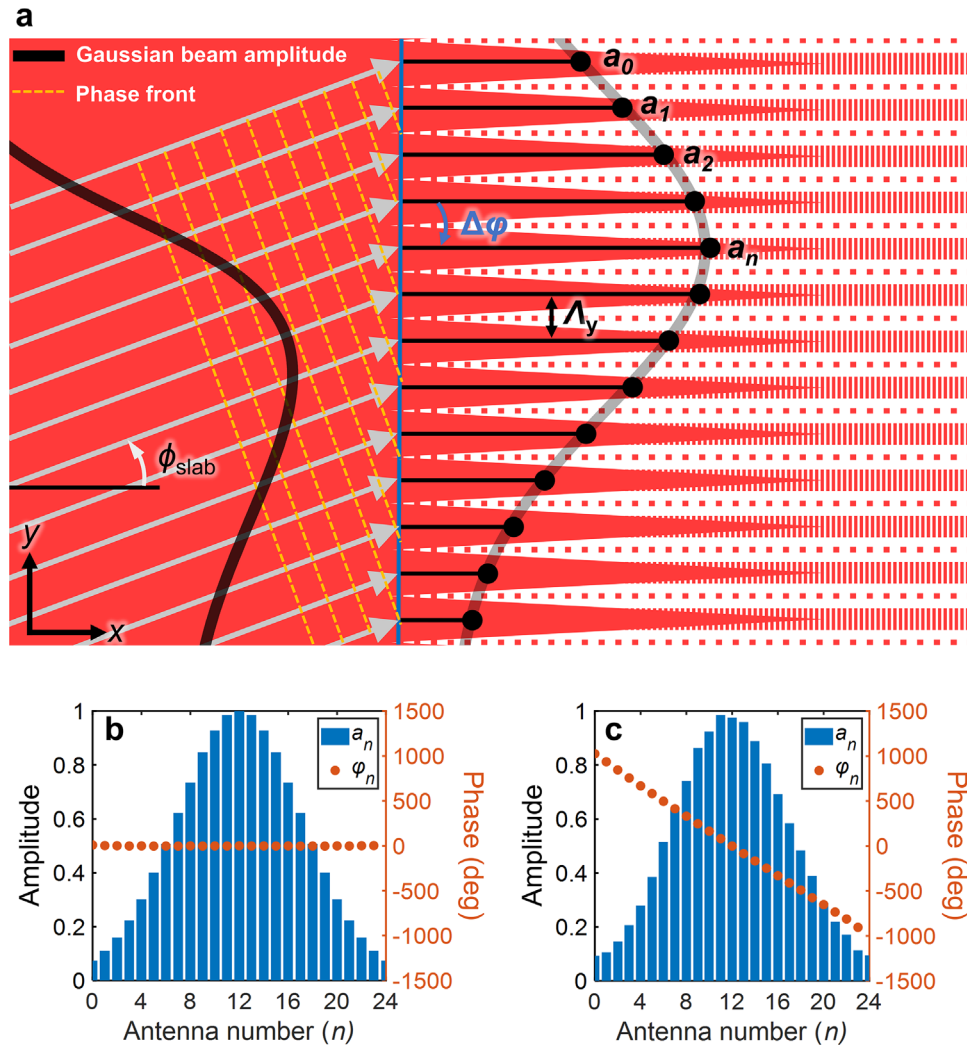 a
Gaussian beam amplitude
Phase front
a0
a1
a2
Δφ
an
Λy
ϕslab
y
x
b
an
φn
Amplitude
1
0.8
0.6
0.4
0.2
0
1500
1000
500
0
-500
-1000
-1500
Phase (deg)
0 4 8 12 16 20 24
Antenna number (n)
c
an
φn
Amplitude
1
0.8
0.6
0.4
0.2
0
1500
1000
500
0
-500
-1000
-1500
Phase (deg)
0 4 8 12 16 20 24
Antenna number (n)